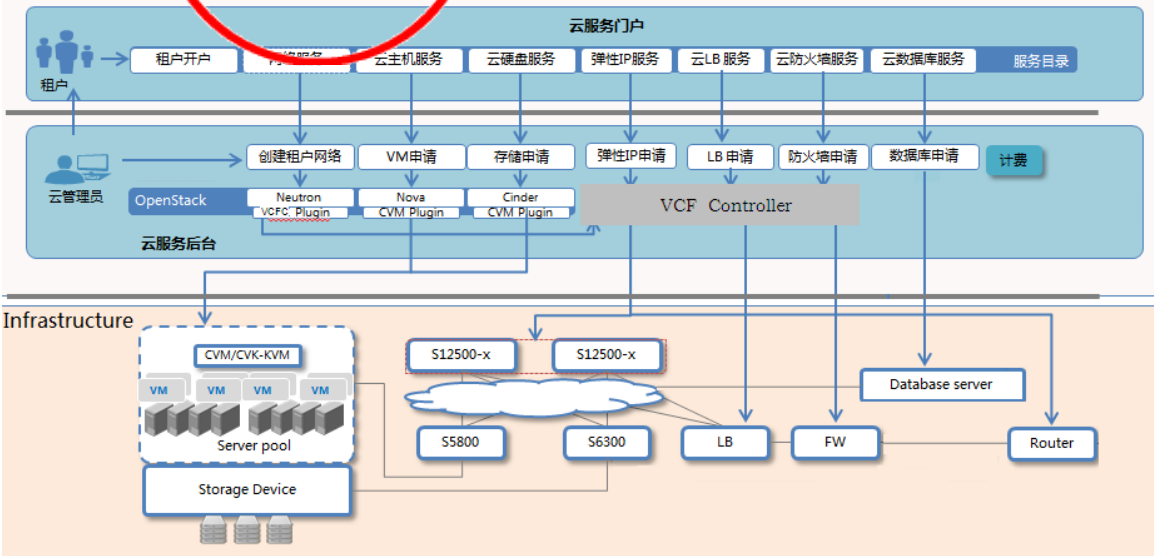 云服务门户
租户开户
网络服务
云主机服务
云硬盘服务
弹性IP服务
云LB 服务
云防火墙服务
云数据库服务
服务目录
租户
创建租户网络
VM申请
存储申请
弹性IP申请
LB 申请
防火墙申请
数据库申请
计费
云管理员
OpenStack
Neutron
VCFC Plugin
Nova
CVM Plugin
Cinder
CVM Plugin
VCF Controller
云服务后台
Infrastructure
CVM/CVK-KVM
VM
VM
VM
VM
Server pool
Storage Device
S12500-x
S12500-x
S5800
S6300
Database server
LB
FW
Router